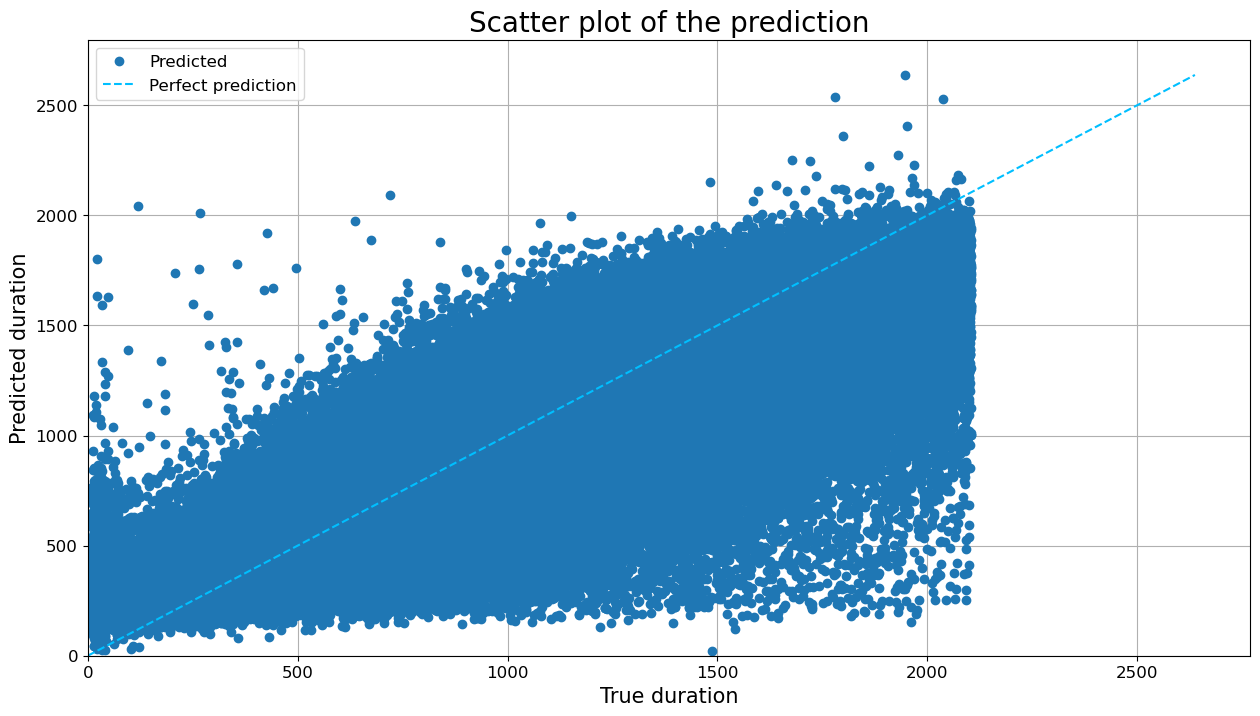 Scatter plot of the prediction
Predicted
Perfect prediction
Predicted duration
2500
2000
1500
1000
500
0
0 500 1000 1500 2000 2500
True duration